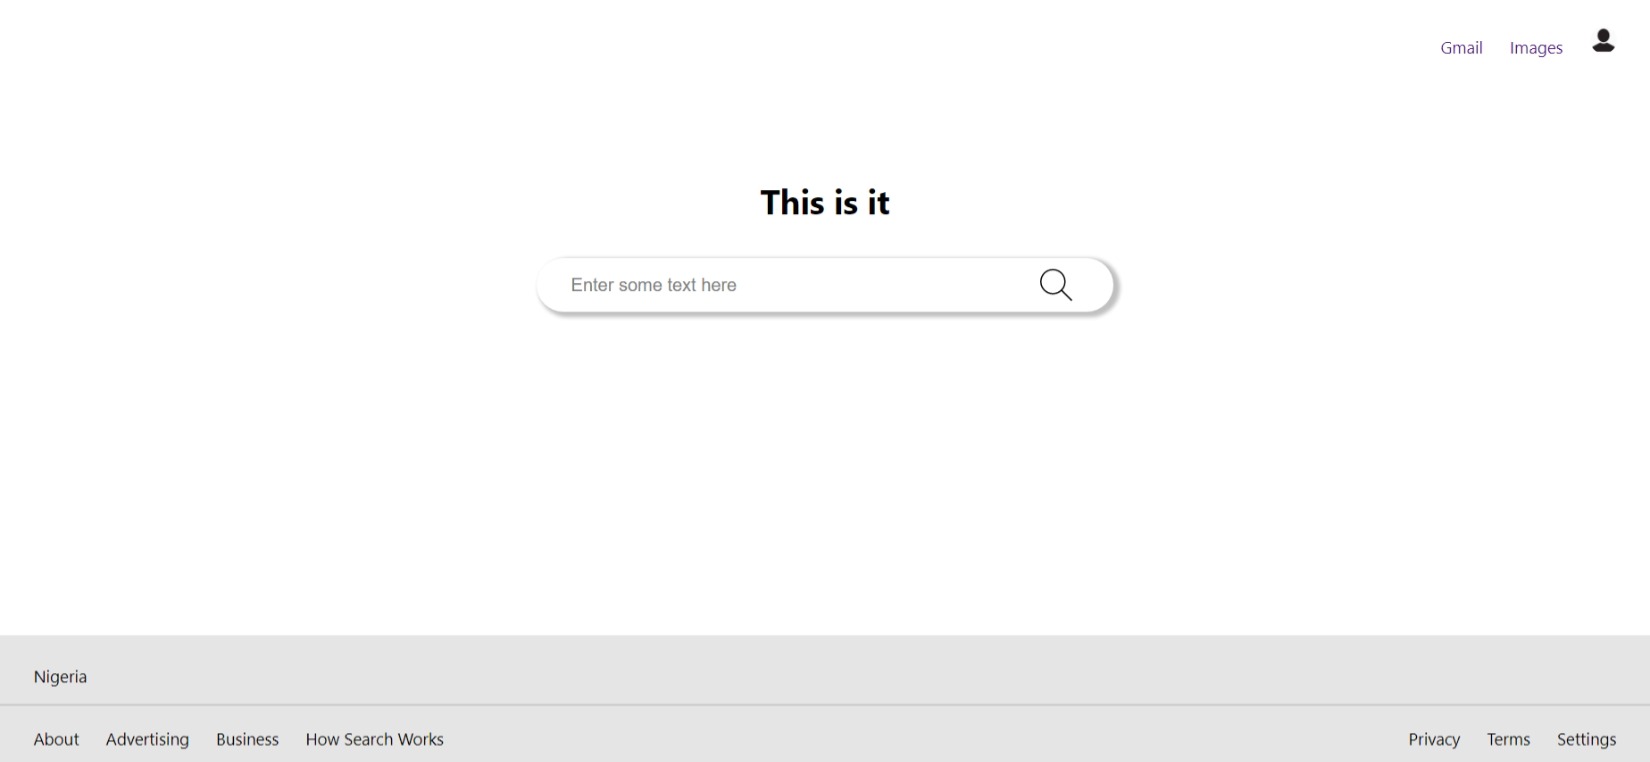 Gmail Images
This is it
Enter some text here
Nigeria
About Advertising Business How Search Works Privacy Terms Settings